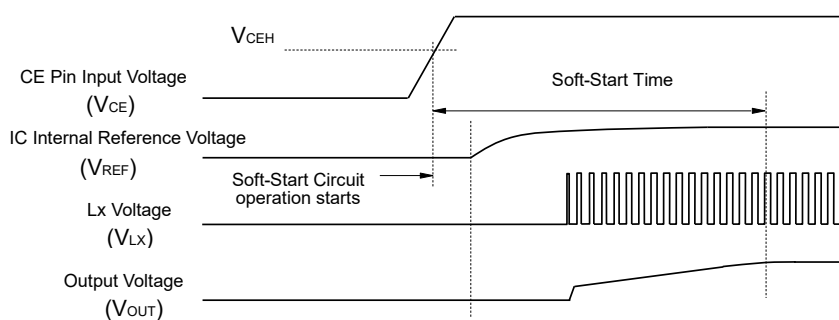 VCEH
CE Pin Input Voltage
(VCE)
Soft-Start Time
IC Internal Reference Voltage
(VREF)
Soft-Start Circuit
operation starts
Lx Voltage
(VLX)
Output Voltage
(VOUT)